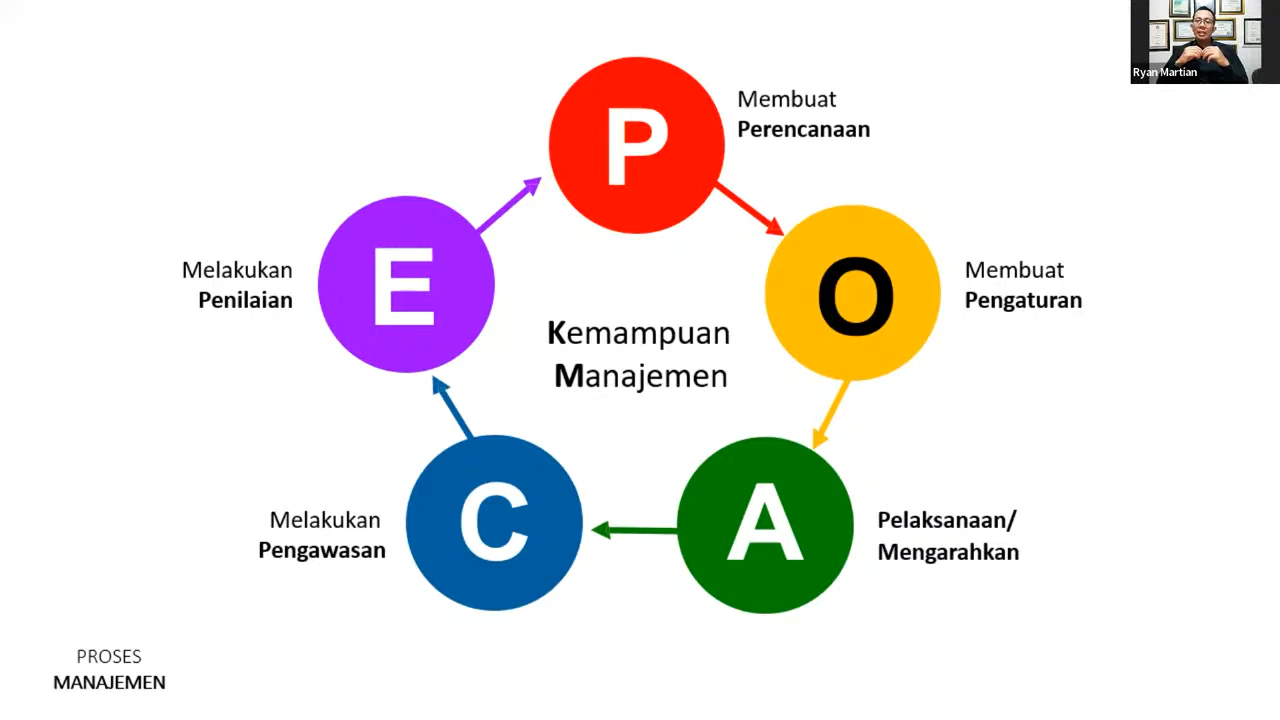 Ryan Martian
P
Membuat
Perencanaan
O
Membuat
Pengaturan
A
Pelaksanaan/
Mengarahkan
C
Melakukan
Pengawasan
E
Melakukan
Penilaian
Kemampuan
Manajemen
PROSES
MANAJEMEN